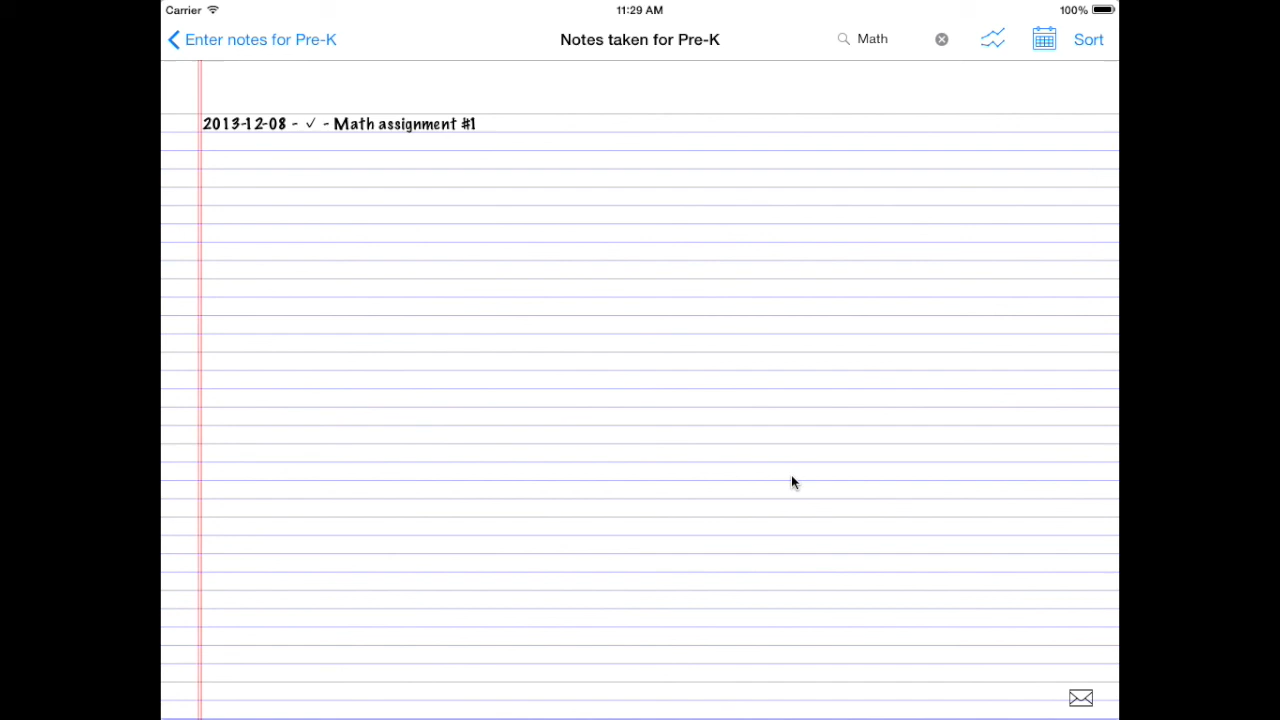 Carrier 11:29 AM 100%
Enter notes for Pre-K Notes taken for Pre-K Math Sort
2013-12-08 - ✓ - Math assignment #1